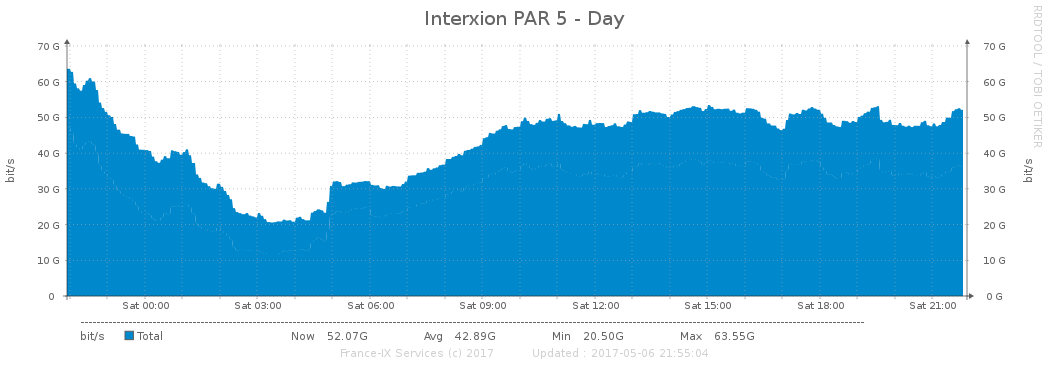 Interxion PAR 5 - Day
RRDTOOL / TOBI OETIKER
70 G 70 G
60 G 60 G
50 G 50 G
40 G 40 G
30 G 30 G
20 G 20 G
10 G 10 G
0 0 G
bit/s bit/s
Sat 00:00 Sat 03:00 Sat 06:00 Sat 09:00 Sat 12:00 Sat 15:00 Sat 18:00 Sat 21:00
bit/s Total Now 52.07G Avg 42.89G Min 20.50G Max 63.55G
France-IX Services (c) 2017 Updated : 2017-05-06 21:55:04